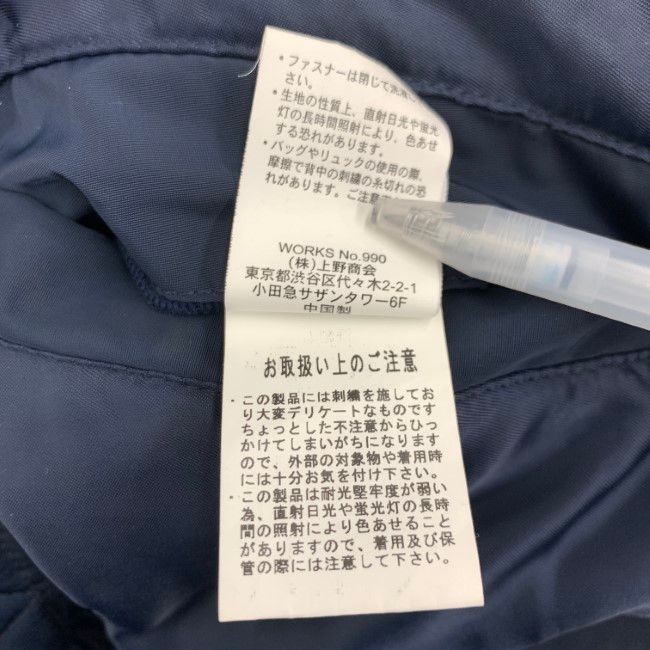 ・ファスナーは閉じて洗濯し
さい。
・生地の性質上、直射日光や蛍光
灯の長時間照射により、色あせ
する恐れがあります。
・バッグやリュックの使用の際、
摩擦で背中の刺繍の糸切れの恐
れがあります。ご注意
WORKS No.990
(株)上野商会
東京都渋谷区代々木2-2-1
小田急サザンタワー6F
中国製
お取扱い上のご注意
・この製品には刺繍を施してお
り大変デリケートなものです
ちょっとした不注意からひっ
かけてしまいがちになります
ので、外部の対象物や着用時
には十分お気を付け下さい。
・この製品は耐光堅牢度が弱い
為、直射日光や蛍光灯の長時
間の照射により色あせること
がありますので、着用及び保
管の際には注意して下さい。